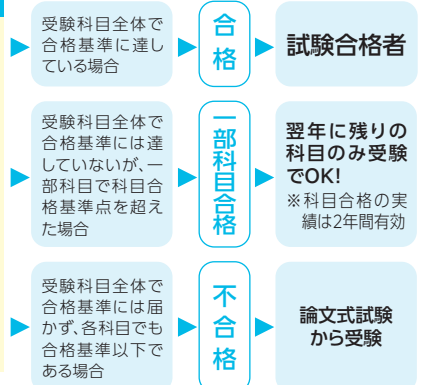 受験科目全体で
合格基準に達し
ている場合
合格
試験合格者
受験科目全体で
合格基準には達
していないが、一
部科目で科目合
格基準点を超え
た場合
一部科目合格
翌年に残りの
科目のみ受験
でOK!
※科目合格の実
績は2年間有効
受験科目全体で
合格基準には届
かず、各科目でも
合格基準以下で
ある場合
不合格
論文式試験
から受験